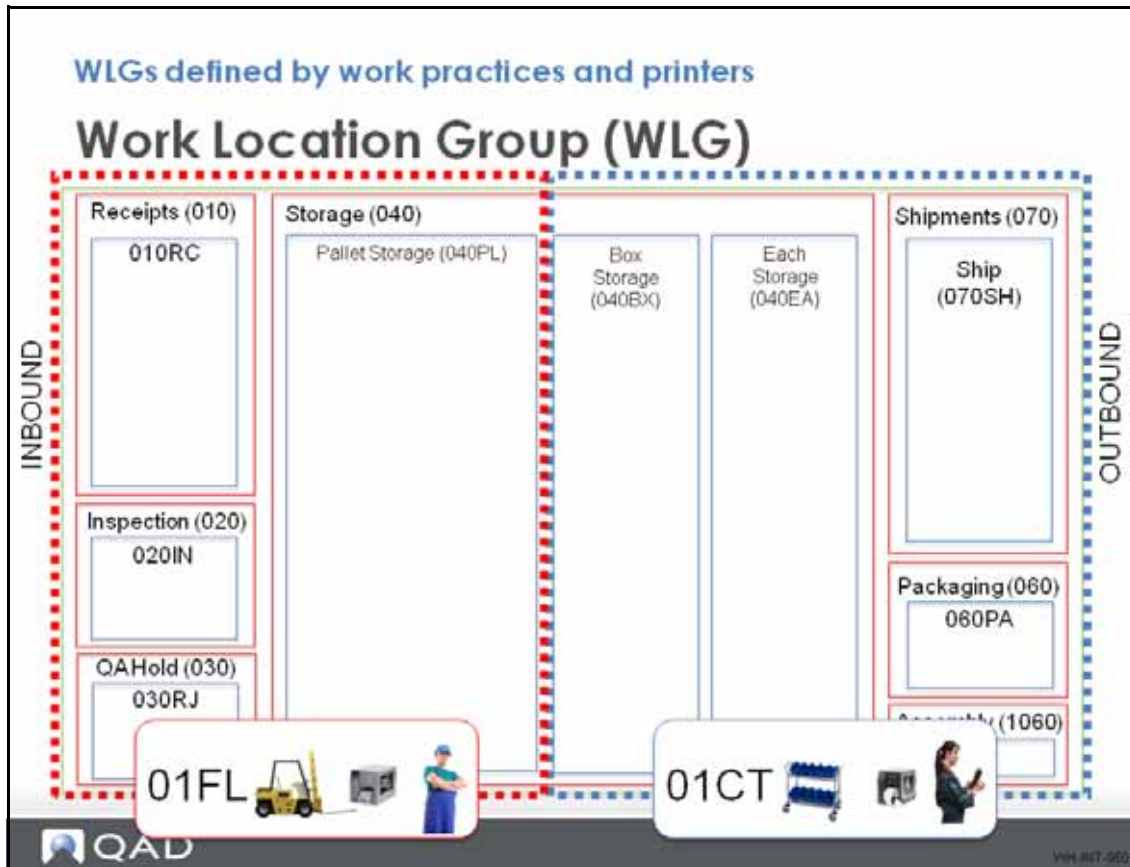 WLGs defined by work practices and printers
Work Location Group (WLG)
INBOUND
Receipts (010)
010RC
Inspection (020)
020IN
QAHold (030)
030RJ
Storage (040)
Pallet Storage (040PL)
Box
Storage
(040BX)
Each
Storage
(040EA)
Shipments (070)
Ship
(070SH)
Packaging (060)
060PA
(1060)
OUTBOUND
01FL
01CT
QAD